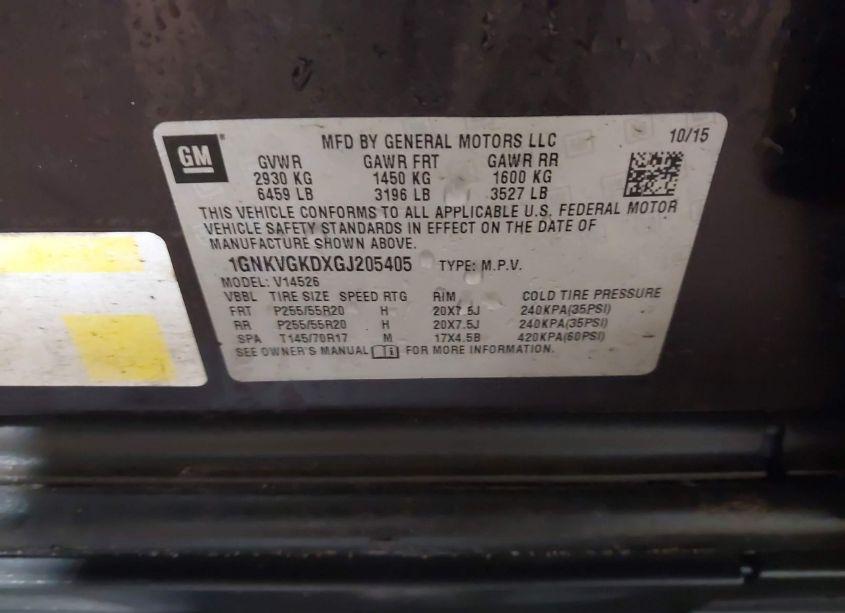 GM
MFD BY GENERAL MOTORS LLC 10/15
GVWR GAWR FRT GAWR RR
2930 KG 1450 KG 1600 KG
6459 LB 3196 LB 3527 LB
THIS VEHICLE CONFORMS TO ALL APPLICABLE U.S. FEDERAL MOTOR
VEHICLE SAFETY STANDARDS IN EFFECT ON THE DATE OF
MANUFACTURE SHOWN ABOVE.
1GNKVGKDXGJ205405 TYPE: M.P.V.
MODEL: V14526
VBBL TIRE SIZE SPEED RTG RIM COLD TIRE PRESSURE
FRT P255/55R20 H 20X7.5J 240KPA(35PSI)
RR P255/55R20 H 20X7.5J 240KPA(35PSI)
SPA T145/70R17 M 17X4.5B 420KPA(60PSI)
SEE OWNER'S MANUAL FOR MORE INFORMATION.